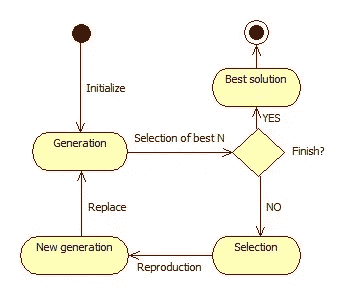 Best solution
Initialize
YES
Generation
Selection of best N
Finish?
Replace
NO
New generation
Reproduction
Selection